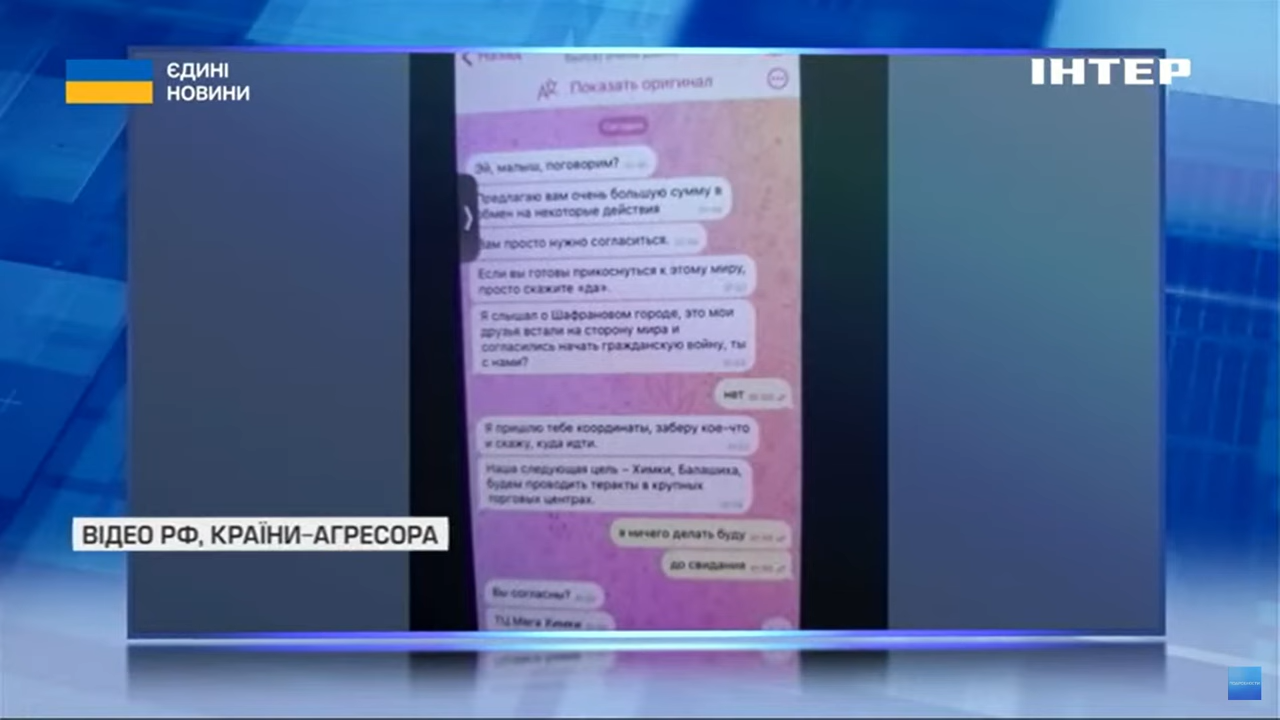 ЄДИНІ
НОВИНИ
ІНТЕР
Показать оригинал
Эй, малыш, поговорим?
Предлагаю вам очень большую сумму в
обмен на некоторые действия
Вам просто нужно согласиться.
Если вы готовы прикоснуться к этому миру,
просто скажите «да».
Я слышал о Шафрановом городе, это мои
друзья встали на сторону мира и
согласились начать гражданскую войну, ты
с нами?
нет
Я пришлю тебе координаты, заберу кое-что
и скажу, куда идти.
Наша следующая цель – Химки, Балашиха,
будем проводить теракты в крупных
торговых центрах.
я ничего делать буду
до свидания
Вы согласны?
ТЦ Мега Химки
ВІДЕО РФ, КРАЇНИ-АГРЕСОРА